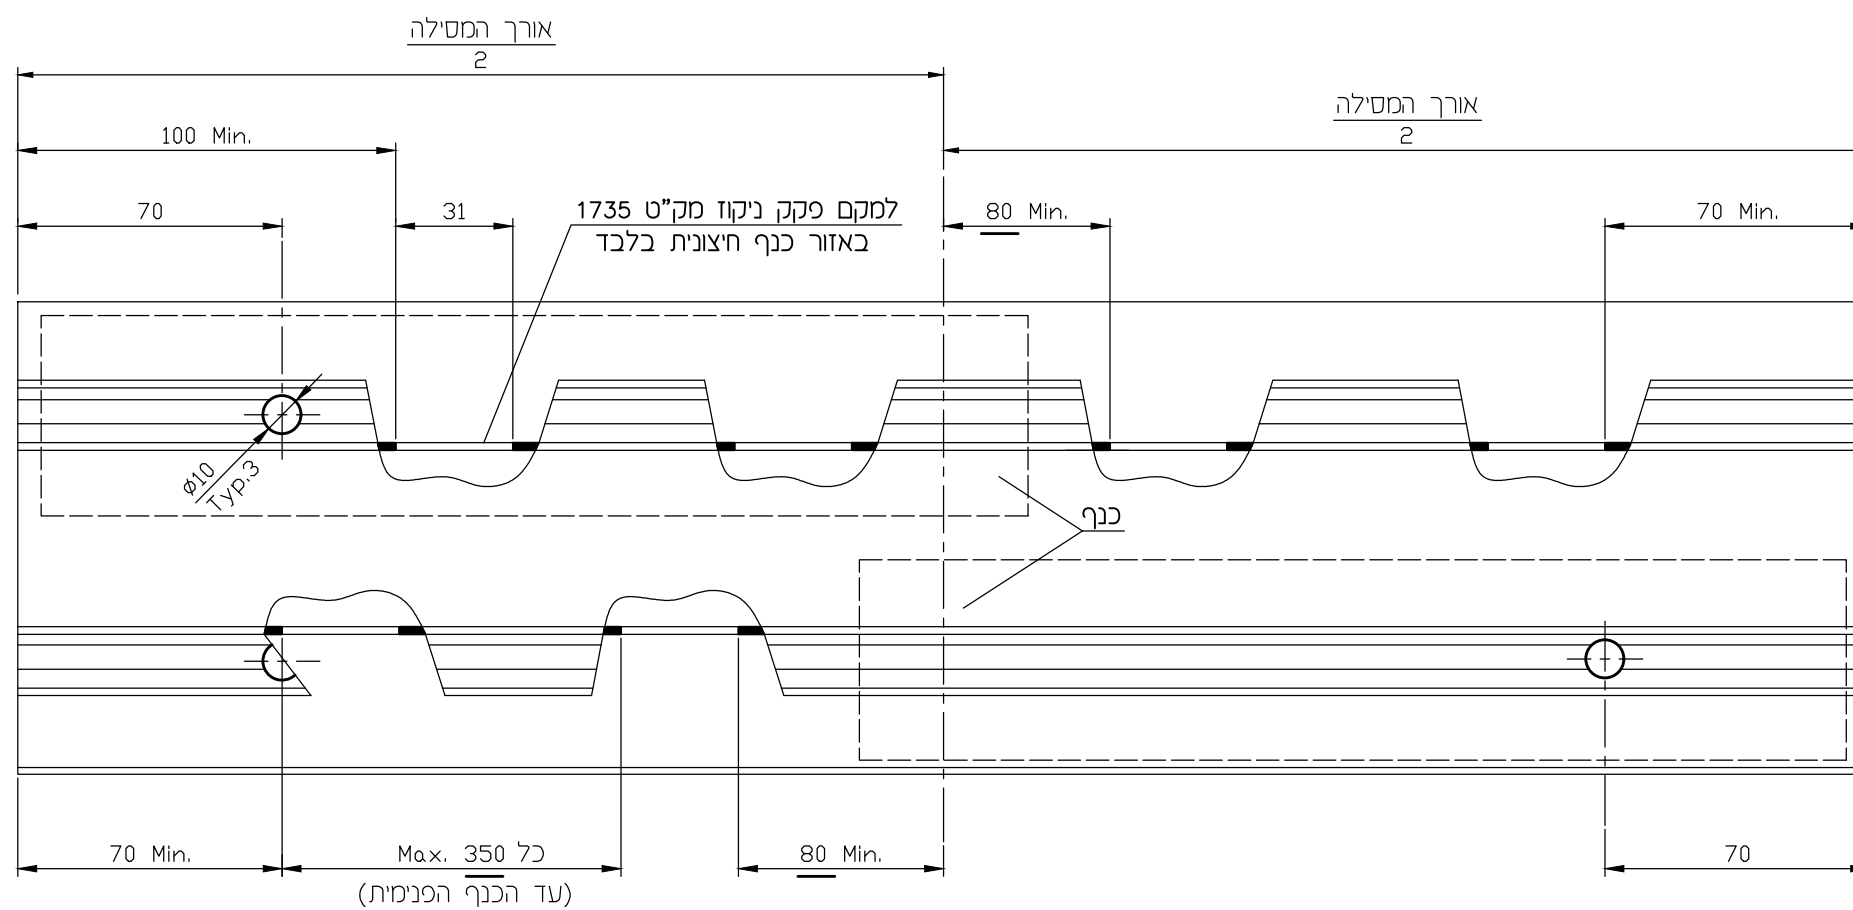 אורך המסילה
2
אורך המסילה
2
100 Min.
70
31
למקם פקק ניקוז מק"ט 1735
באזור כנף חיצונית בלבד
80 Min.
70 Min.
ø10
Typ.3
כנף
70 Min.
כל 350 Max.
(עד הכנף הפנימית)
80 Min.
70